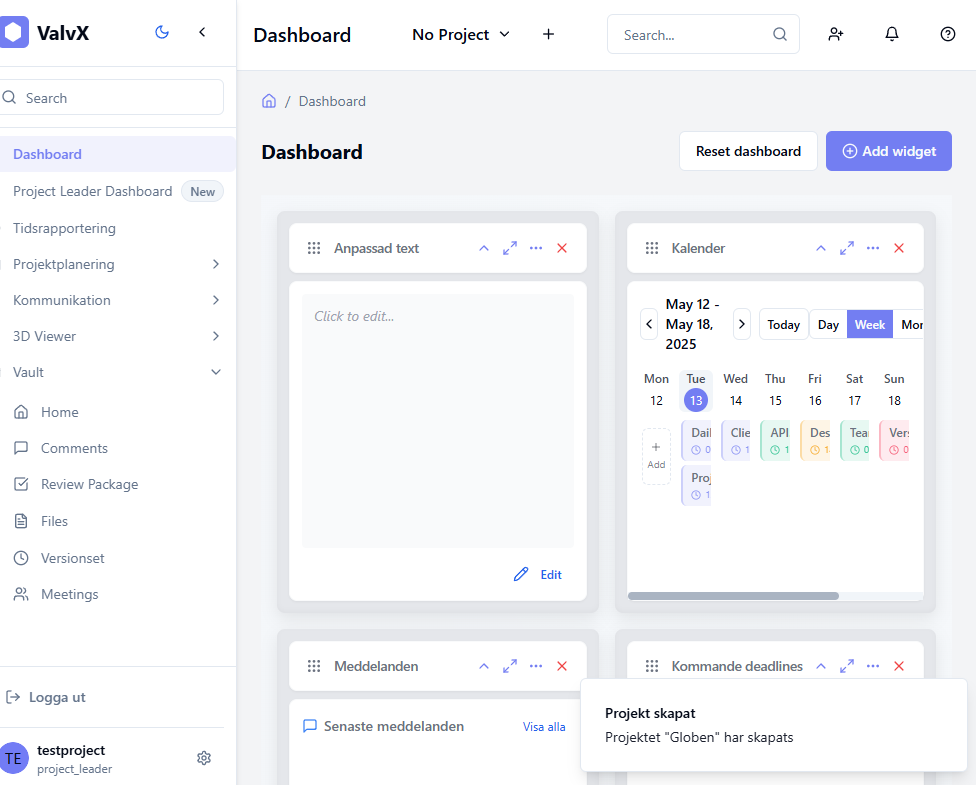 ValvX
Search
Dashboard
Project Leader Dashboard New
Tidsrapportering
Projektplanering
Kommunikation
3D Viewer
Vault
Home
Comments
Review Package
Files
Versionset
Meetings
Logga ut
TE
testproject
project_leader
Dashboard
No Project
Search...
/ Dashboard
Dashboard
Reset dashboard
Add widget
Anpassad text
Click to edit...
Edit
Kalender
May 12 -
May 18,
2025
Today Day Week Mon
Mon Tue Wed Thu Fri Sat Sun
12 13 14 15 16 17 18
Dail Clie API Des Tea Vers
0 1 1 1 0 0
Add
Proj
1
Meddelanden
Senaste meddelanden Visa alla
Kommande deadlines
Projekt skapat
Projektet "Globen" har skapats